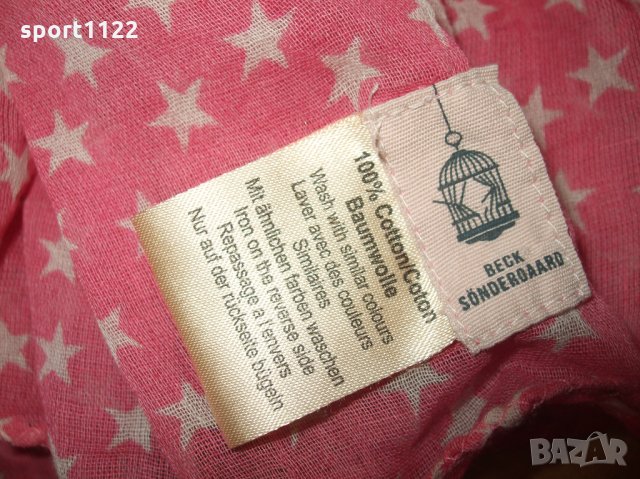 sport1122
100% Cotton/Coton
Baumwolle
Wash with similar colours
Laver avec des couleurs
Similaires
Mit ähnlichen farben waschen
Iron on the reverse side
Repassage a l'envers
Nur auf der rückseite bügeln
BECK
SÖNDERGAARD
BAZAR